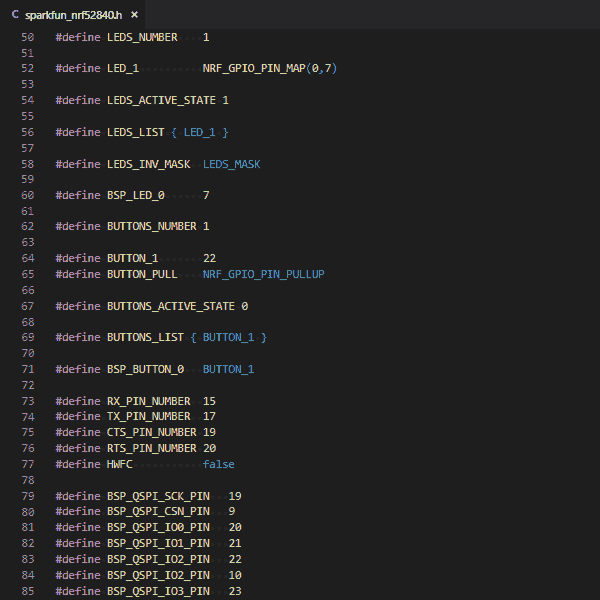 C sparkfun_nrf52840.h ×
50 #define LEDS_NUMBER 1
51
52 #define LED_1 NRF_GPIO_PIN_MAP(0,7)
53
54 #define LEDS_ACTIVE_STATE 1
55
56 #define LEDS_LIST { LED_1 }
57
58 #define LEDS_INV_MASK LEDS_MASK
59
60 #define BSP_LED_0 7
61
62 #define BUTTONS_NUMBER 1
63
64 #define BUTTON_1 22
65 #define BUTTON_PULL NRF_GPIO_PIN_PULLUP
66
67 #define BUTTONS_ACTIVE_STATE 0
68
69 #define BUTTONS_LIST { BUTTON_1 }
70
71 #define BSP_BUTTON_0 BUTTON_1
72
73 #define RX_PIN_NUMBER 15
74 #define TX_PIN_NUMBER 17
75 #define CTS_PIN_NUMBER 19
76 #define RTS_PIN_NUMBER 20
77 #define HWFC false
78
79 #define BSP_QSPI_SCK_PIN 19
80 #define BSP_QSPI_CSN_PIN 9
81 #define BSP_QSPI_IO0_PIN 20
82 #define BSP_QSPI_IO1_PIN 21
83 #define BSP_QSPI_IO2_PIN 22
84 #define BSP_QSPI_IO2_PIN 10
85 #define BSP_QSPI_IO3_PIN 23